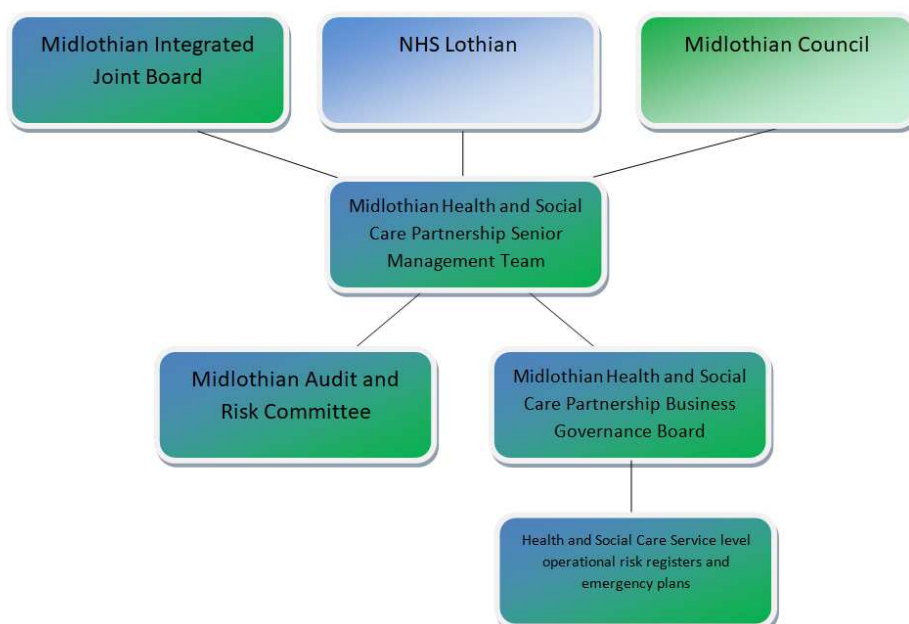 Midlothian Integrated
Joint Board
NHS Lothian
Midlothian Council
Midlothian Health and Social
Care Partnership Senior
Management Team
Midlothian Audit and
Risk Committee
Midlothian Health and Social
Care Partnership Business
Governance Board
Health and Social Care Service level
operational risk registers and
emergency plans